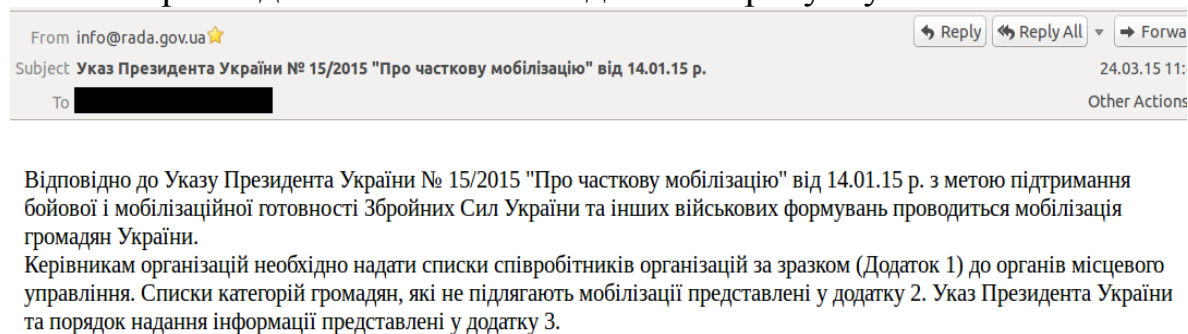 From info@rada.gov.ua Reply Reply All
Subject Указ Президента України № 15/2015 "Про часткову мобілізацію" від 14.01.15 р. 24.03.15 11:
To Other Actions
Відповідно до Указу Президента України № 15/2015 "Про часткову мобілізацію" від 14.01.15 р. з метою підтримання
бойової і мобілізаційної готовності Збройних Сил України та інших військових формувань проводиться мобілізація
громадян України.
Керівникам організацій необхідно надати списки співробітників організацій за зразком (Додаток 1) до органів місцевого
управління. Списки категорій громадян, які не підлягають мобілізації представлені у додатку 2. Указ Президента України
та порядок надання інформації представлені у додатку 3.